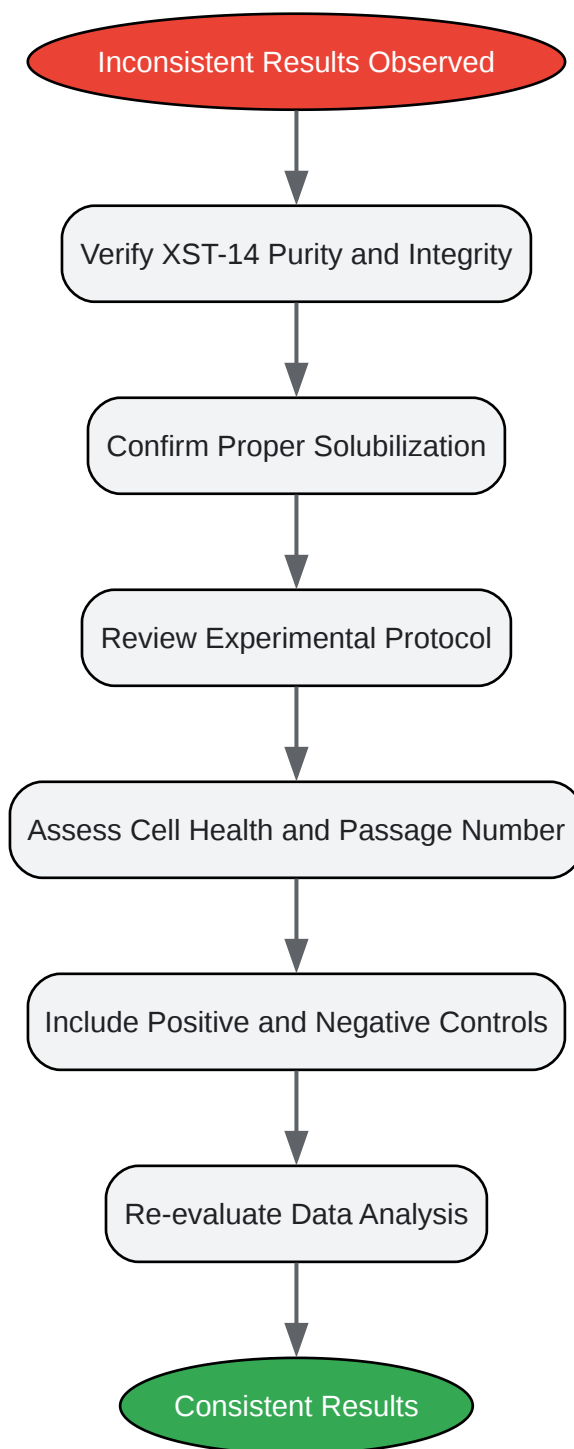 Inconsistent Results Observed
Verify XST-14 Purity and Integrity
Confirm Proper Solubilization
Review Experimental Protocol
Assess Cell Health and Passage Number
Include Positive and Negative Controls
Re-evaluate Data Analysis
Consistent Results